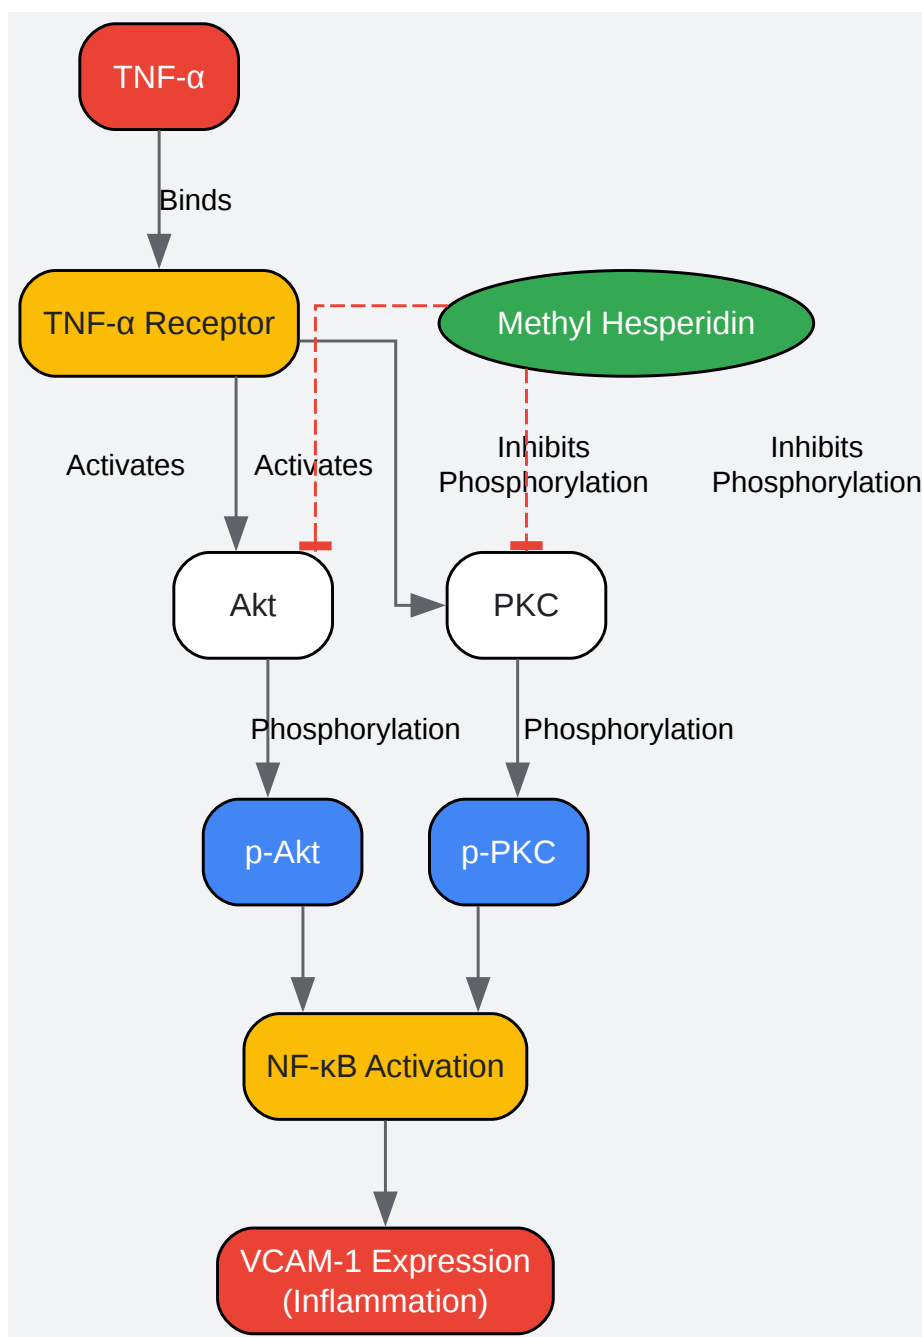 TNF-α
Binds
TNF-α Receptor
Methyl Hesperidin
Activates
Activates
Inhibits
Phosphorylation
Inhibits
Phosphorylation
Akt
PKC
Phosphorylation
Phosphorylation
p-Akt
p-PKC
NF-κB Activation
VCAM-1 Expression
(Inflammation)